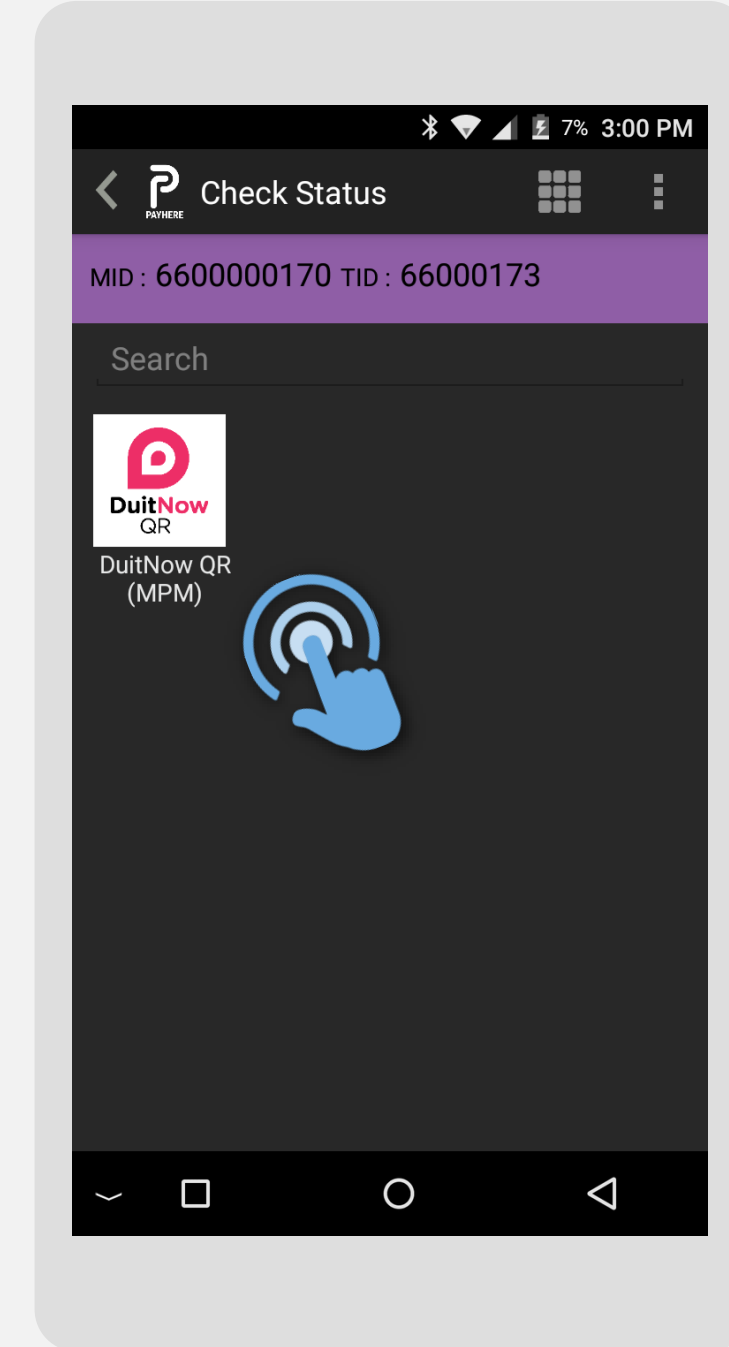 7% 3:00 PM
PAYHERE Check Status
MID : 6600000170 TID : 66000173
Search
DuitNow
QR
DuitNow QR
(MPM)